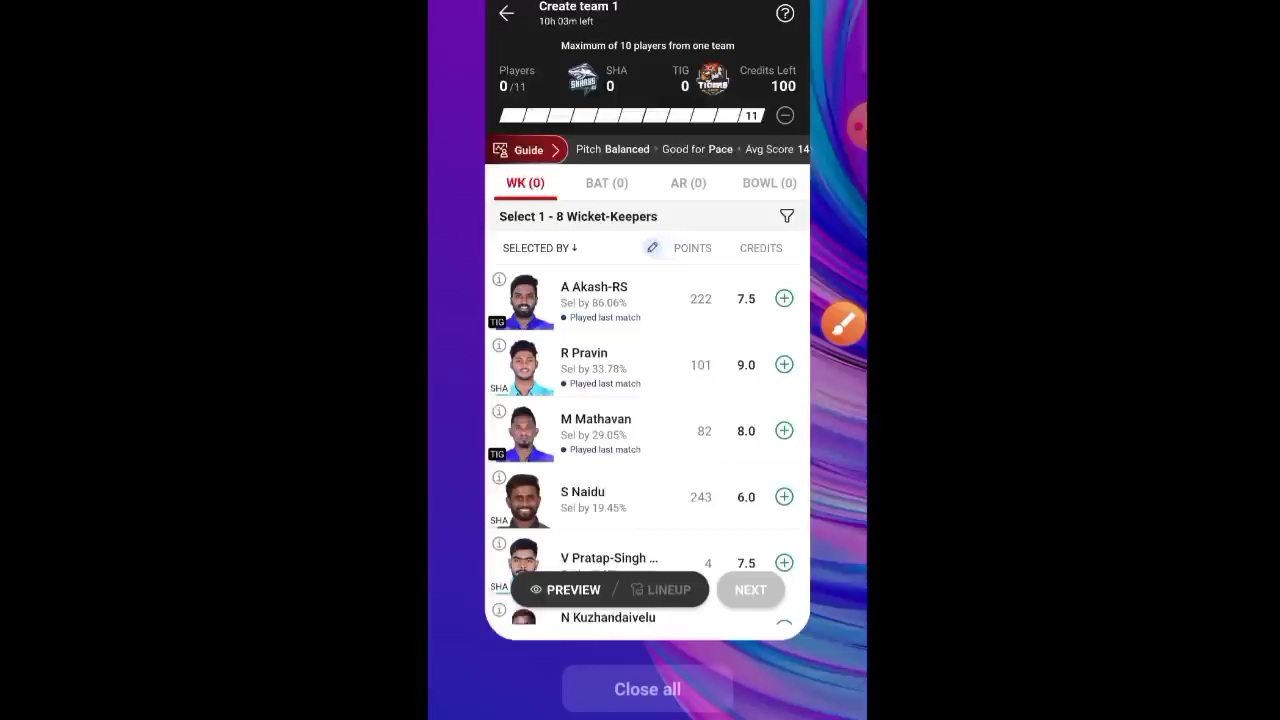 Create team 1
10h 03m left
Maximum of 10 players from one team
Players SHA TIG Credits Left
0/11 0 0 100
SHARKS TIGERS
11
Guide Pitch Balanced • Good for Pace • Avg Score 14
WK (0) BAT (0) AR (0) BOWL (0)
Select 1 - 8 Wicket-Keepers
SELECTED BY ↓ POINTS CREDITS
A Akash-RS
Sel by 86.06%
222 7.5
Played last match
TIG
R Pravin
Sel by 33.78%
101 9.0
Played last match
SHA
M Mathavan
Sel by 29.05%
82 8.0
Played last match
TIG
S Naidu
Sel by 19.45%
243 6.0
SHA
V Pratap-Singh ...
4 7.5
SHA
PREVIEW / LINEUP NEXT
N Kuzhandaivelu
Close all